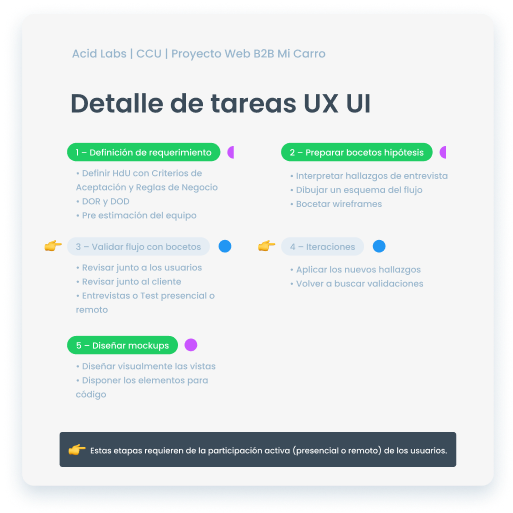 Acid Labs | CCU | Proyecto Web B2B Mi Carro
Detalle de tareas UX UI
1 – Definición de requerimiento
• Definir HdU con Criterios de
Aceptación y Reglas de Negocio
• DOR y DOD
• Pre estimación del equipo
2 – Preparar bocetos hipótesis
• Interpretar hallazgos de entrevista
• Dibujar un esquema del flujo
• Bocetar wireframes
3 – Validar flujo con bocetos
• Revisar junto a los usuarios
• Revisar junto al cliente
• Entrevistas o Test presencial o
remoto
4 – Iteraciones
• Aplicar los nuevos hallazgos
• Volver a buscar validaciones
5 – Diseñar mockups
• Diseñar visualmente las vistas
• Disponer los elementos para
código
Estas etapas requieren de la participación activa (presencial o remoto) de los usuarios.